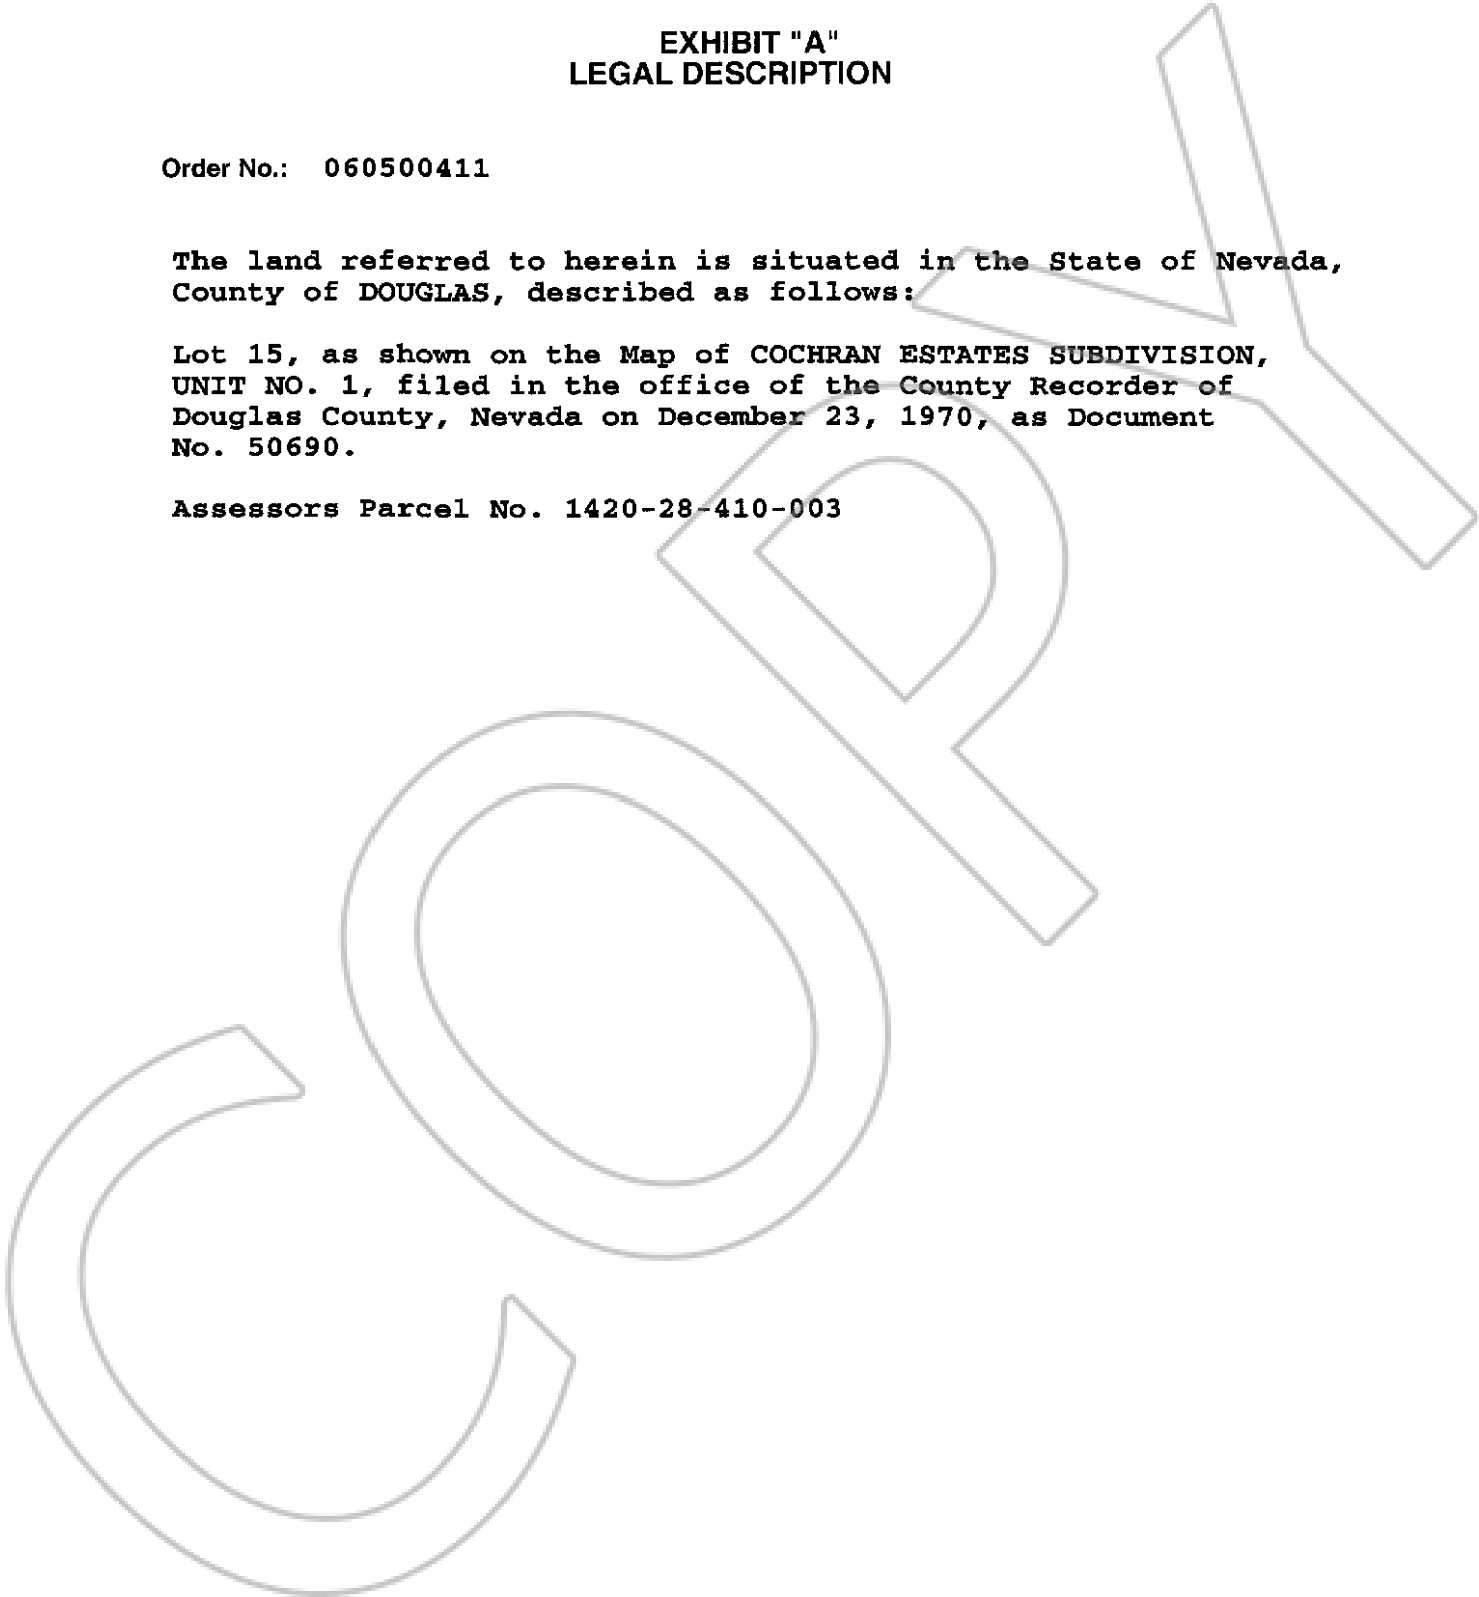 EXHIBIT "A"
LEGAL DESCRIPTION
Order No.: 060500411
The land referred to herein is situated in the State of Nevada,
County of DOUGLAS, described as follows:
Lot 15, as shown on the Map of COCHRAN ESTATES SUBDIVISION,
UNIT NO. 1, filed in the office of the County Recorder of
Douglas County, Nevada on December 23, 1970, as Document
No. 50690.
Assessors Parcel No. 1420-28-410-003
COPY